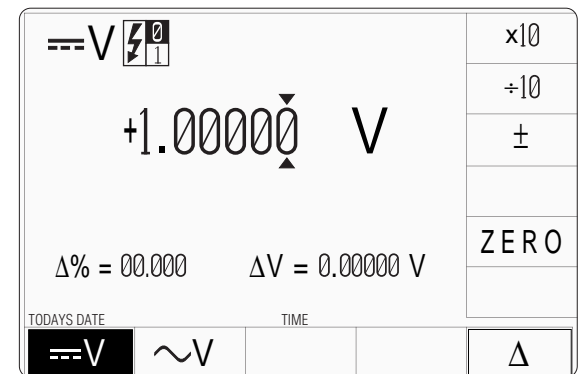 ⎓V 0
1
x10
÷10
+1.00000 V
±
ZERO
Δ% = 00.000 ΔV = 0.00000 V
TODAYS DATE TIME
⎓V ∼V Δ